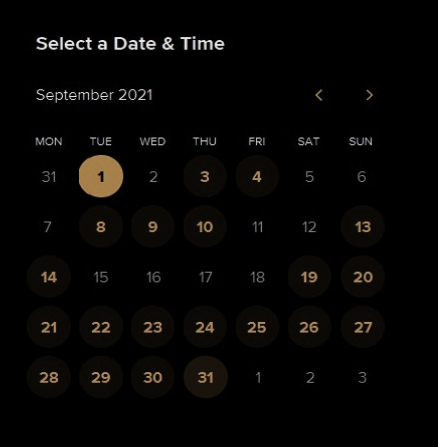 Select a Date & Time
September 2021
MON TUE WED THU FRI SAT SUN
31 1 2 3 4 5 6
7 8 9 10 11 12 13
14 15 16 17 18 19 20
21 22 23 24 25 26 27
28 29 30 31 1 2 3